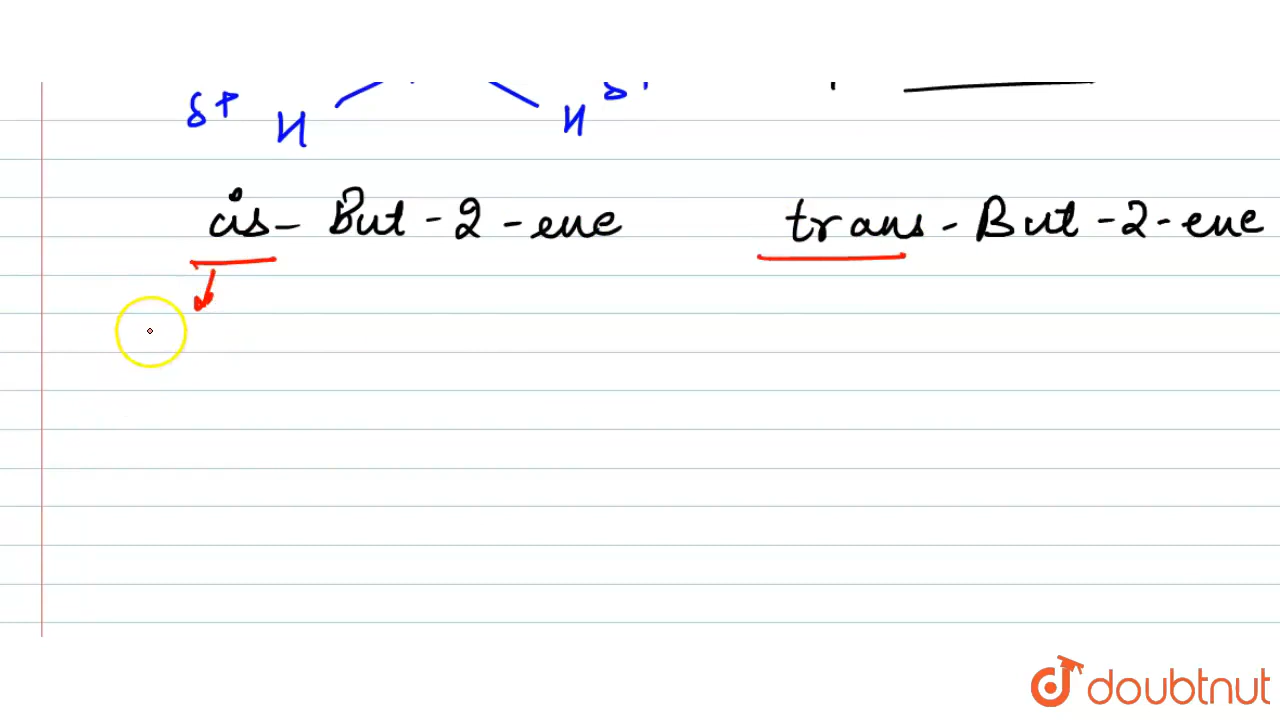 δ+ H H δ+
cis - But - 2 - ene trans - But - 2 - ene
doubtnut